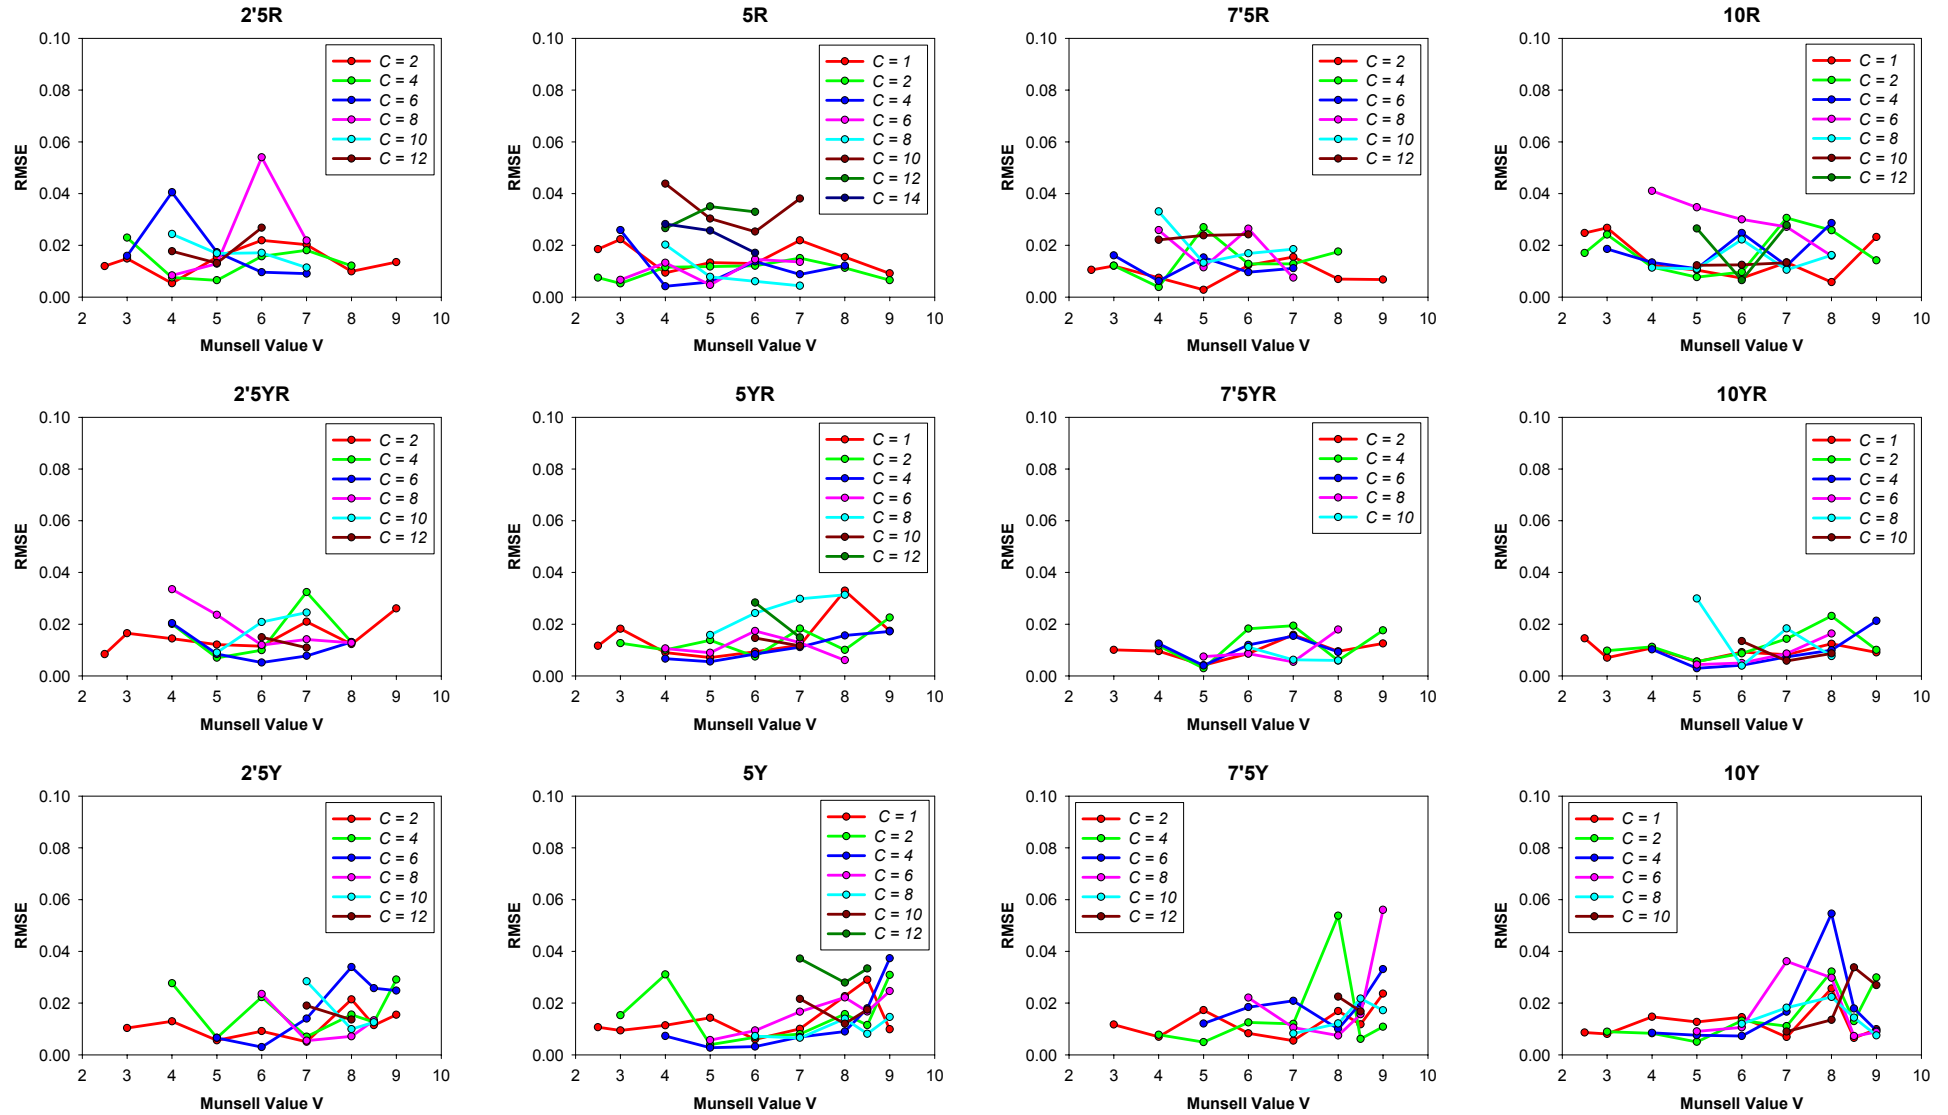 2'5R
0.10
0.08
0.06
0.04
0.02
0.00
RMSE
2 3 4 5 6 7 8 9 10
Munsell Value V
C = 2
C = 4
C = 6
C = 8
C = 10
C = 12
5R
0.10
0.08
0.06
0.04
0.02
0.00
RMSE
2 3 4 5 6 7 8 9 10
Munsell Value V
C = 1
C = 2
C = 4
C = 6
C = 8
C = 10
C = 12
C = 14
7'5R
0.10
0.08
0.06
0.04
0.02
0.00
RMSE
2 3 4 5 6 7 8 9 10
Munsell Value V
C = 2
C = 4
C = 6
C = 8
C = 10
C = 12
10R
0.10
0.08
0.06
0.04
0.02
0.00
RMSE
2 3 4 5 6 7 8 9 10
Munsell Value V
C = 1
C = 2
C = 4
C = 6
C = 8
C = 10
C = 12
2'5YR
0.10
0.08
0.06
0.04
0.02
0.00
RMSE
2 3 4 5 6 7 8 9 10
Munsell Value V
C = 2
C = 4
C = 6
C = 8
C = 10
C = 12
5YR
0.10
0.08
0.06
0.04
0.02
0.00
RMSE
2 3 4 5 6 7 8 9 10
Munsell Value V
C = 1
C = 2
C = 4
C = 6
C = 8
C = 10
C = 12
7'5YR
0.10
0.08
0.06
0.04
0.02
0.00
RMSE
2 3 4 5 6 7 8 9 10
Munsell Value V
C = 2
C = 4
C = 6
C = 8
C = 10
10YR
0.10
0.08
0.06
0.04
0.02
0.00
RMSE
2 3 4 5 6 7 8 9 10
Munsell Value V
C = 1
C = 2
C = 4
C = 6
C = 8
C = 10
2'5Y
0.10
0.08
0.06
0.04
0.02
0.00
RMSE
2 3 4 5 6 7 8 9 10
Munsell Value V
C = 2
C = 4
C = 6
C = 8
C = 10
C = 12
5Y
0.10
0.08
0.06
0.04
0.02
0.00
RMSE
2 3 4 5 6 7 8 9 10
Munsell Value V
C = 1
C = 2
C = 4
C = 6
C = 8
C = 10
C = 12
7'5Y
0.10
0.08
0.06
0.04
0.02
0.00
RMSE
2 3 4 5 6 7 8 9 10
Munsell Value V
C = 2
C = 4
C = 6
C = 8
C = 10
C = 12
10Y
0.10
0.08
0.06
0.04
0.02
0.00
RMSE
2 3 4 5 6 7 8 9 10
Munsell Value V
C = 1
C = 2
C = 4
C = 6
C = 8
C = 10